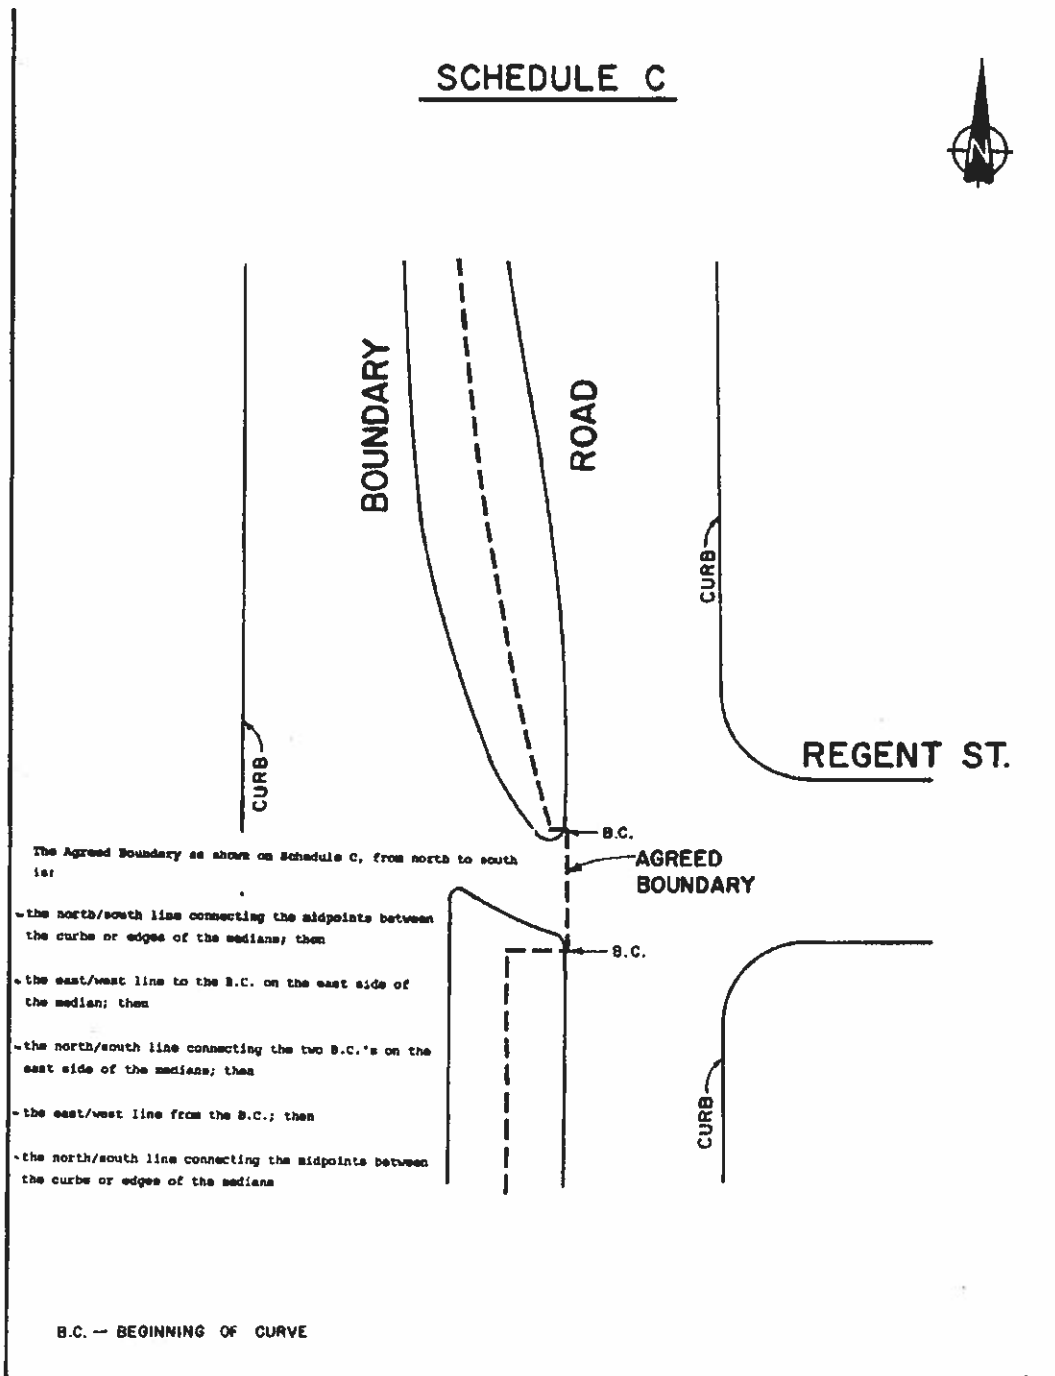 SCHEDULE C
N
BOUNDARY
ROAD
CURB
REGENT ST.
CURB
B.C.
The Agreed Boundary as shown on Schedule C, from north to south
is:
AGREED
BOUNDARY
- the north/south line connecting the midpoints between
the curbs or edges of the medians; then
B.C.
- the east/west line to the B.C. on the east side of
the median; then
- the north/south line connecting the two B.C.'s on the
east side of the medians; then
CURB
- the east/west line from the B.C.; then
- the north/south line connecting the midpoints between
the curbs or edges of the medians
B.C. — BEGINNING OF CURVE